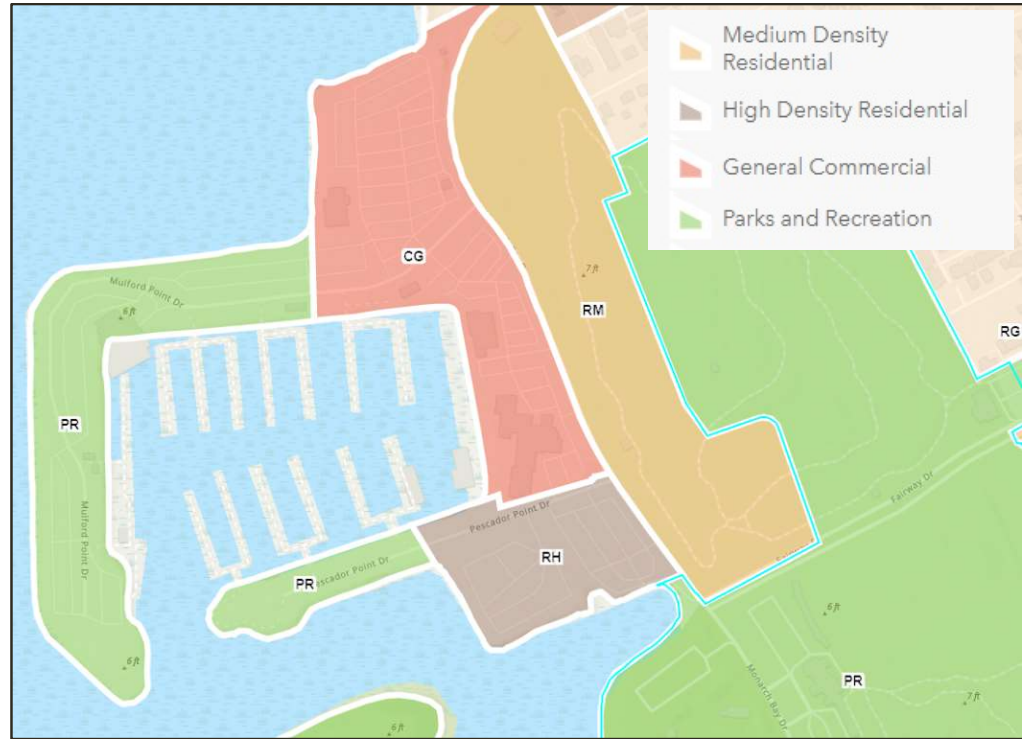 Medium Density
Residential
High Density Residential
General Commercial
Parks and Recreation
Mulford Point Dr
6 ft
CG
7 ft
RM
RG
PR
Mulford Point Dr
Fairway Dr
Pescador Point Dr
RH
PR
Pescador Point Dr
6 ft
6 ft
Monarch Bay Dr
PR
7 ft
6 ft